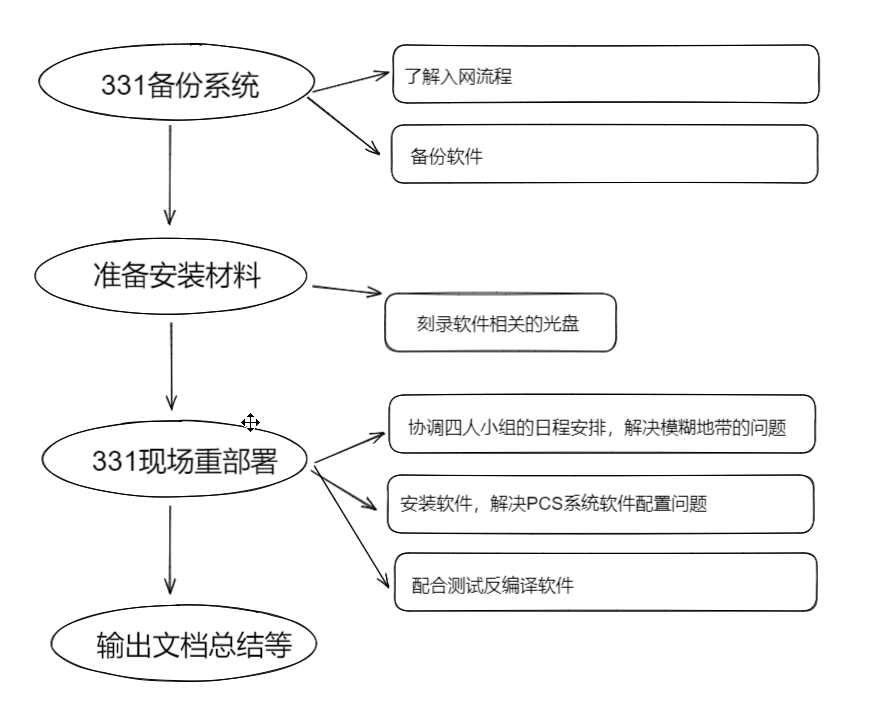 331备份系统
了解入网流程
备份软件
准备安装材料
刻录软件相关的光盘
331现场重部署
协调四人小组的日程安排，解决模糊地带的问题
安装软件，解决PCS系统软件配置问题
配合测试反编译软件
输出文档总结等